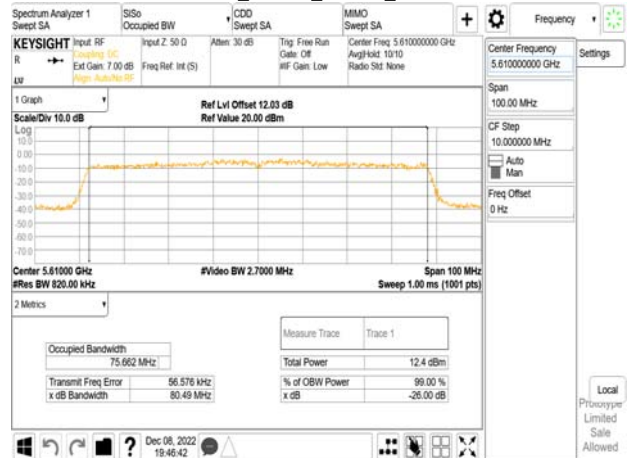 Spectrum Analyzer 1
Swept SA
SISo
Occupied BW
CDD
Swept SA
MIMO
Swept SA
+
Frequency
KEYSIGHT
R
LVI
Input: RF
Coupling: DC
Ext Gain: 7.00 dB
Align: Auto/No RF
Input Z: 50 Ω
Freq Ref: Int (S)
Atten: 30 dB
Trig: Free Run
Gate: Off
#IF Gain: Low
Center Freq: 5.610000000 GHz
Avg|Hold: 10/10
Radio Std: None
Center Frequency
5.610000000 GHz
Settings
Span
100.00 MHz
CF Step
10.000000 MHz
Auto
Man
Freq Offset
0 Hz
1 Graph
Scale/Div 10.0 dB
Ref Lvl Offset 12.03 dB
Ref Value 20.00 dBm
Log
10.0
0.00
-10.0
-20.0
-30.0
-40.0
-50.0
-60.0
-70.0
Center 5.61000 GHz
#Res BW 820.00 kHz
#Video BW 2.7000 MHz
Span 100 MHz
Sweep 1.00 ms (1001 pts)
2 Metrics
Measure Trace
Trace 1
Occupied Bandwidth
75.662 MHz
Total Power
12.4 dBm
Transmit Freq Error
56.576 kHz
% of OBW Power
99.00 %
x dB Bandwidth
80.49 MHz
x dB
-26.00 dB
Local
Prototype
Limited
Sale
Allowed
?
Dec 08, 2022
19:46:42